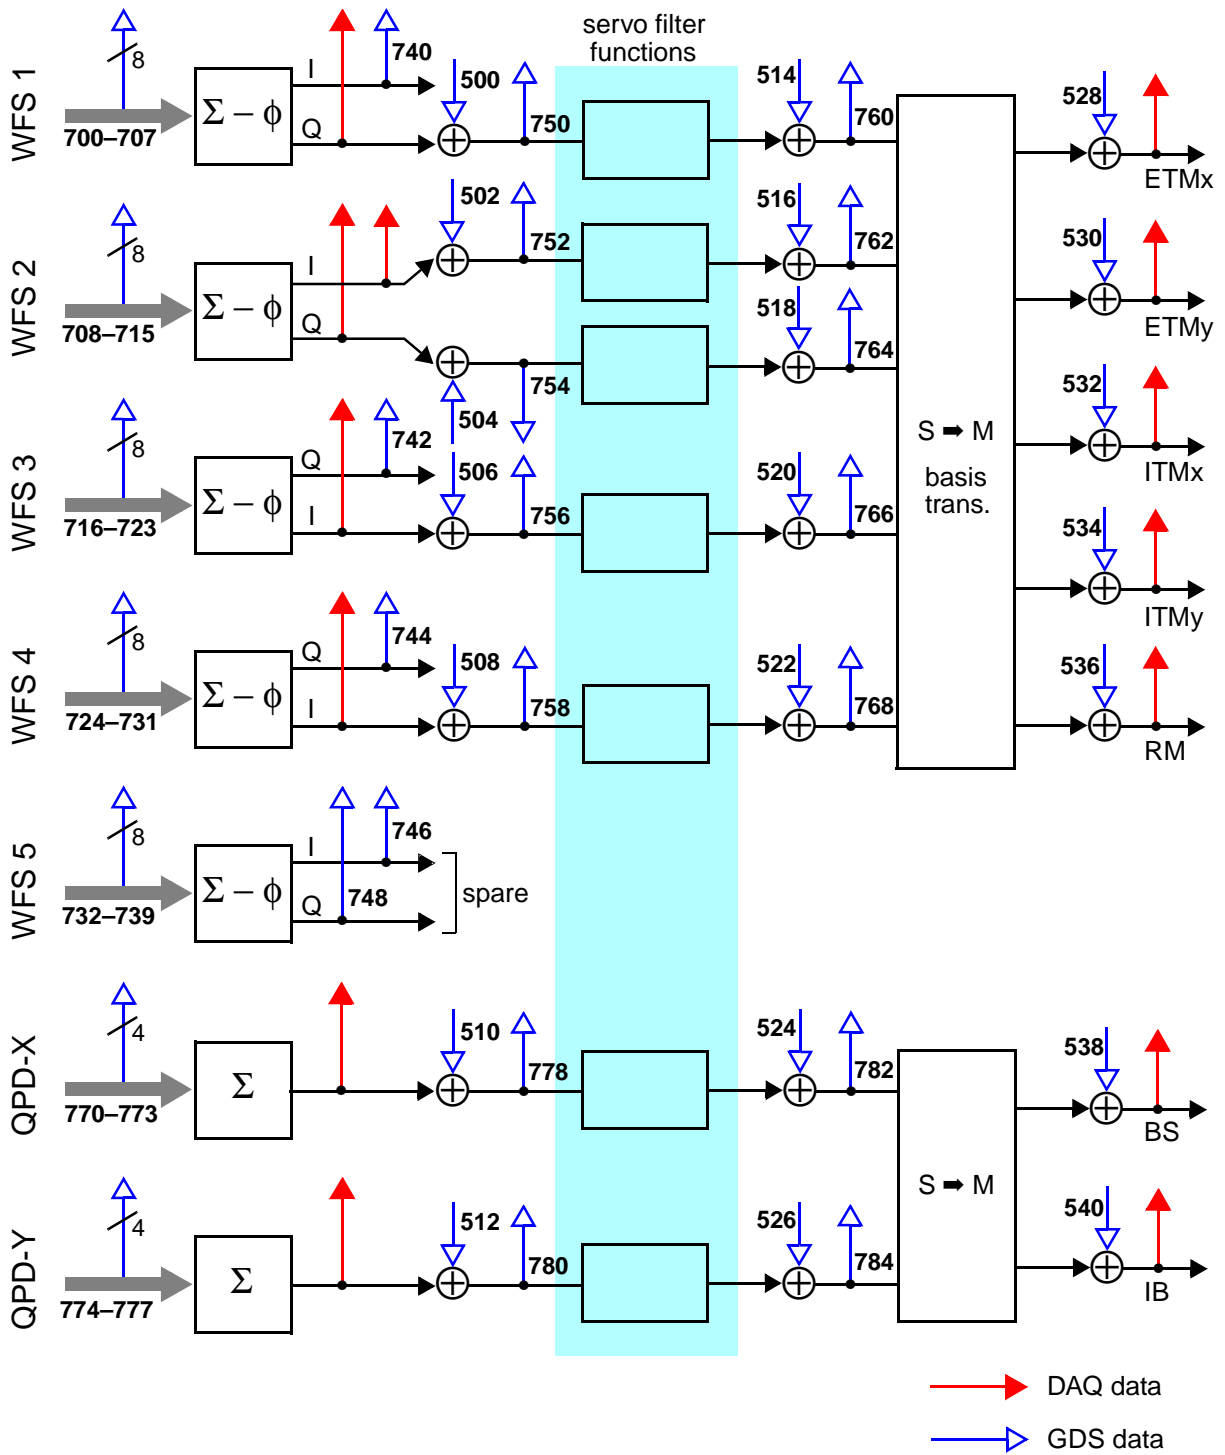 servo filter
functions
WFS 1
8
700–707
Σ – ϕ
I
Q
740
500
750
514
760
528
ETMx
WFS 2
8
708–715
Σ – ϕ
I
Q
502
752
504
754
516
762
518
764
530
ETMy
WFS 3
8
716–723
Σ – ϕ
Q
I
742
506
756
520
766
S ➡ M
basis
trans.
532
ITMx
534
ITMy
WFS 4
8
724–731
Σ – ϕ
Q
I
744
508
758
522
768
536
RM
WFS 5
8
732–739
Σ – ϕ
I
Q
746
748
spare
QPD-X
4
770–773
Σ
510
778
524
782
538
BS
S ➡ M
QPD-Y
4
774–777
Σ
512
780
526
784
540
IB
DAQ data
GDS data